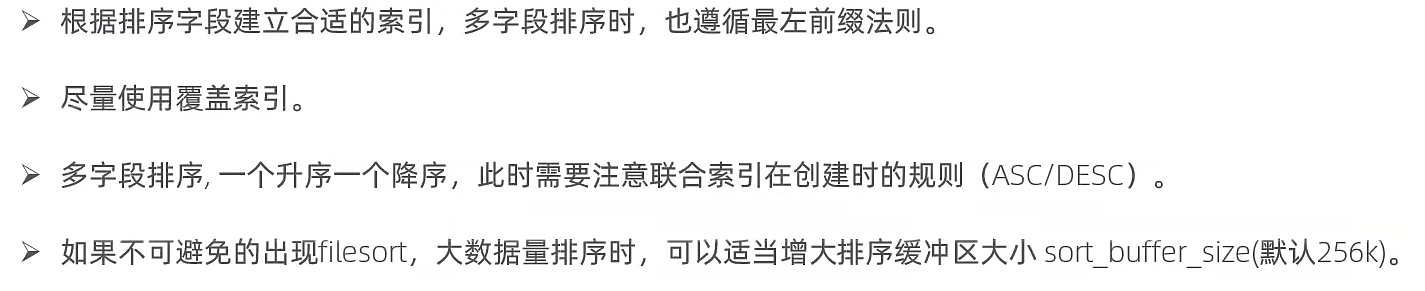 ➢ 根据排序字段建立合适的索引，多字段排序时，也遵循最左前缀法则。
➢ 尽量使用覆盖索引。
➢ 多字段排序, 一个升序一个降序，此时需要注意联合索引在创建时的规则（ASC/DESC）。
➢ 如果不可避免的出现filesort，大数据量排序时，可以适当增大排序缓冲区大小 sort_buffer_size(默认256k)。